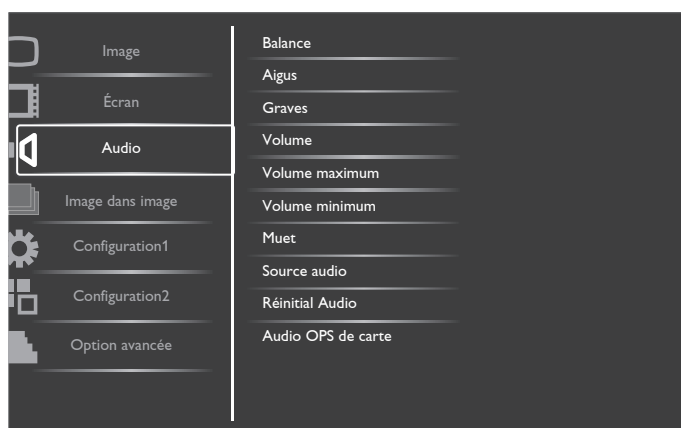 Image
Écran
Audio
Image dans image
Configuration1
Configuration2
Option avancée
Balance
Aigus
Graves
Volume
Volume maximum
Volume minimum
Muet
Source audio
Réinitial Audio
Audio OPS de carte